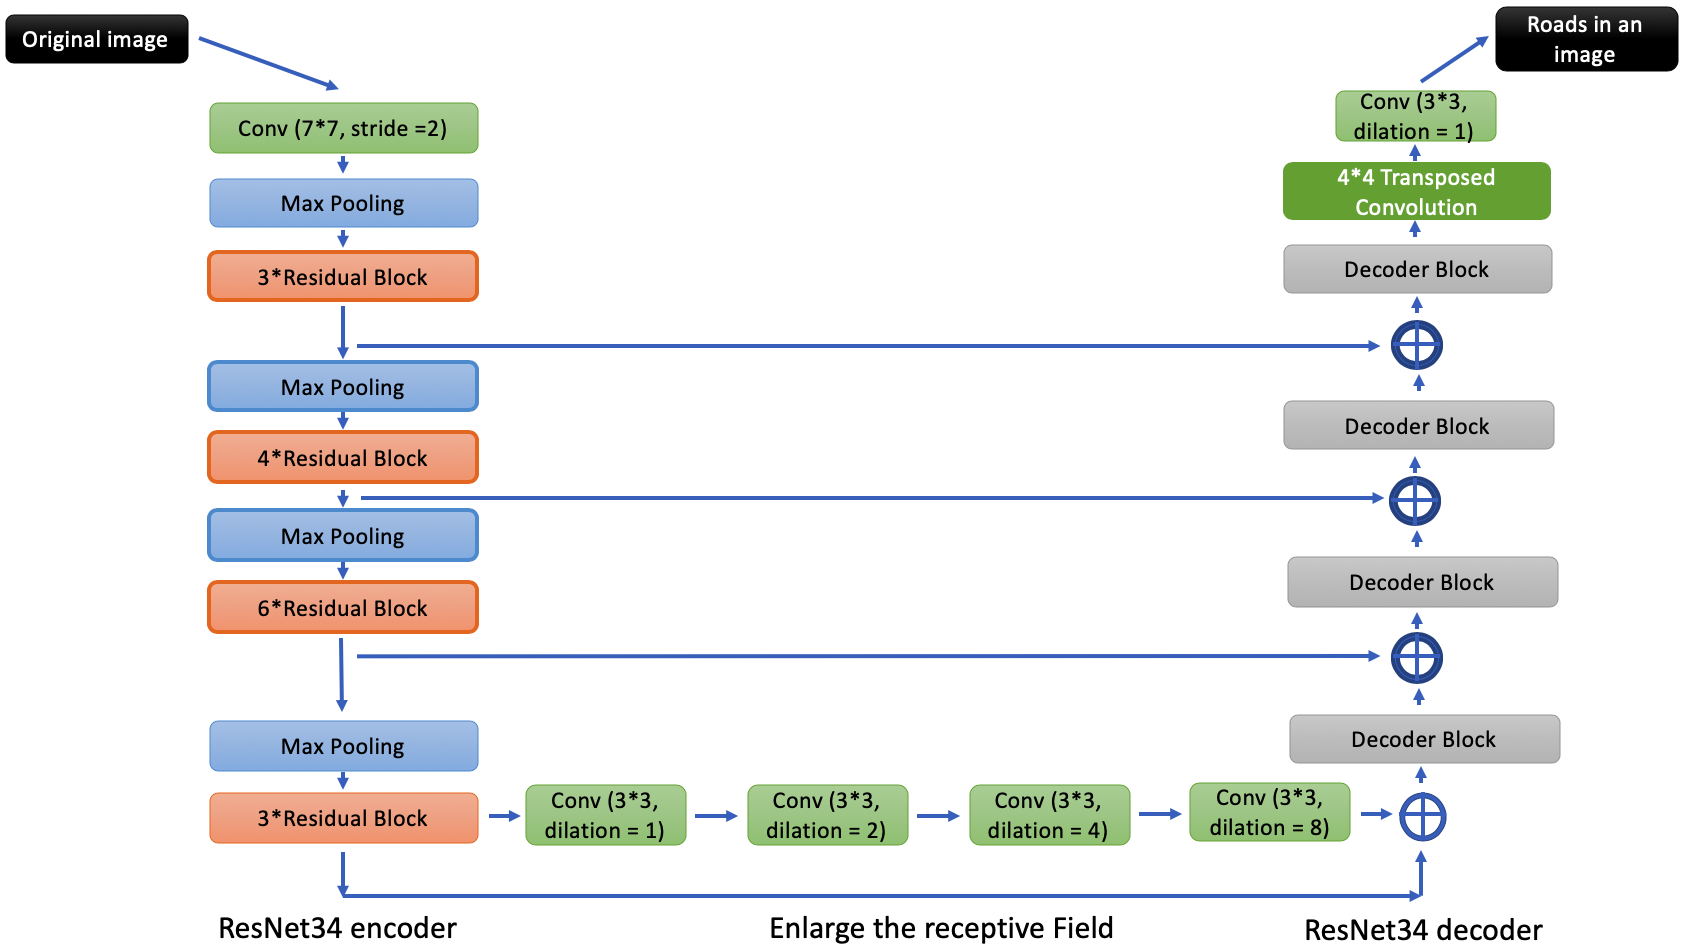 Original image
Conv (7*7, stride =2)
Max Pooling
3*Residual Block
Max Pooling
4*Residual Block
Max Pooling
6*Residual Block
Max Pooling
3*Residual Block
Conv (3*3,
dilation = 1)
Conv (3*3,
dilation = 2)
Conv (3*3,
dilation = 4)
Conv (3*3,
dilation = 8)
Decoder Block
Decoder Block
Decoder Block
Decoder Block
4*4 Transposed
Convolution
Conv (3*3,
dilation = 1)
Roads in an
image
ResNet34 encoder
Enlarge the receptive Field
ResNet34 decoder